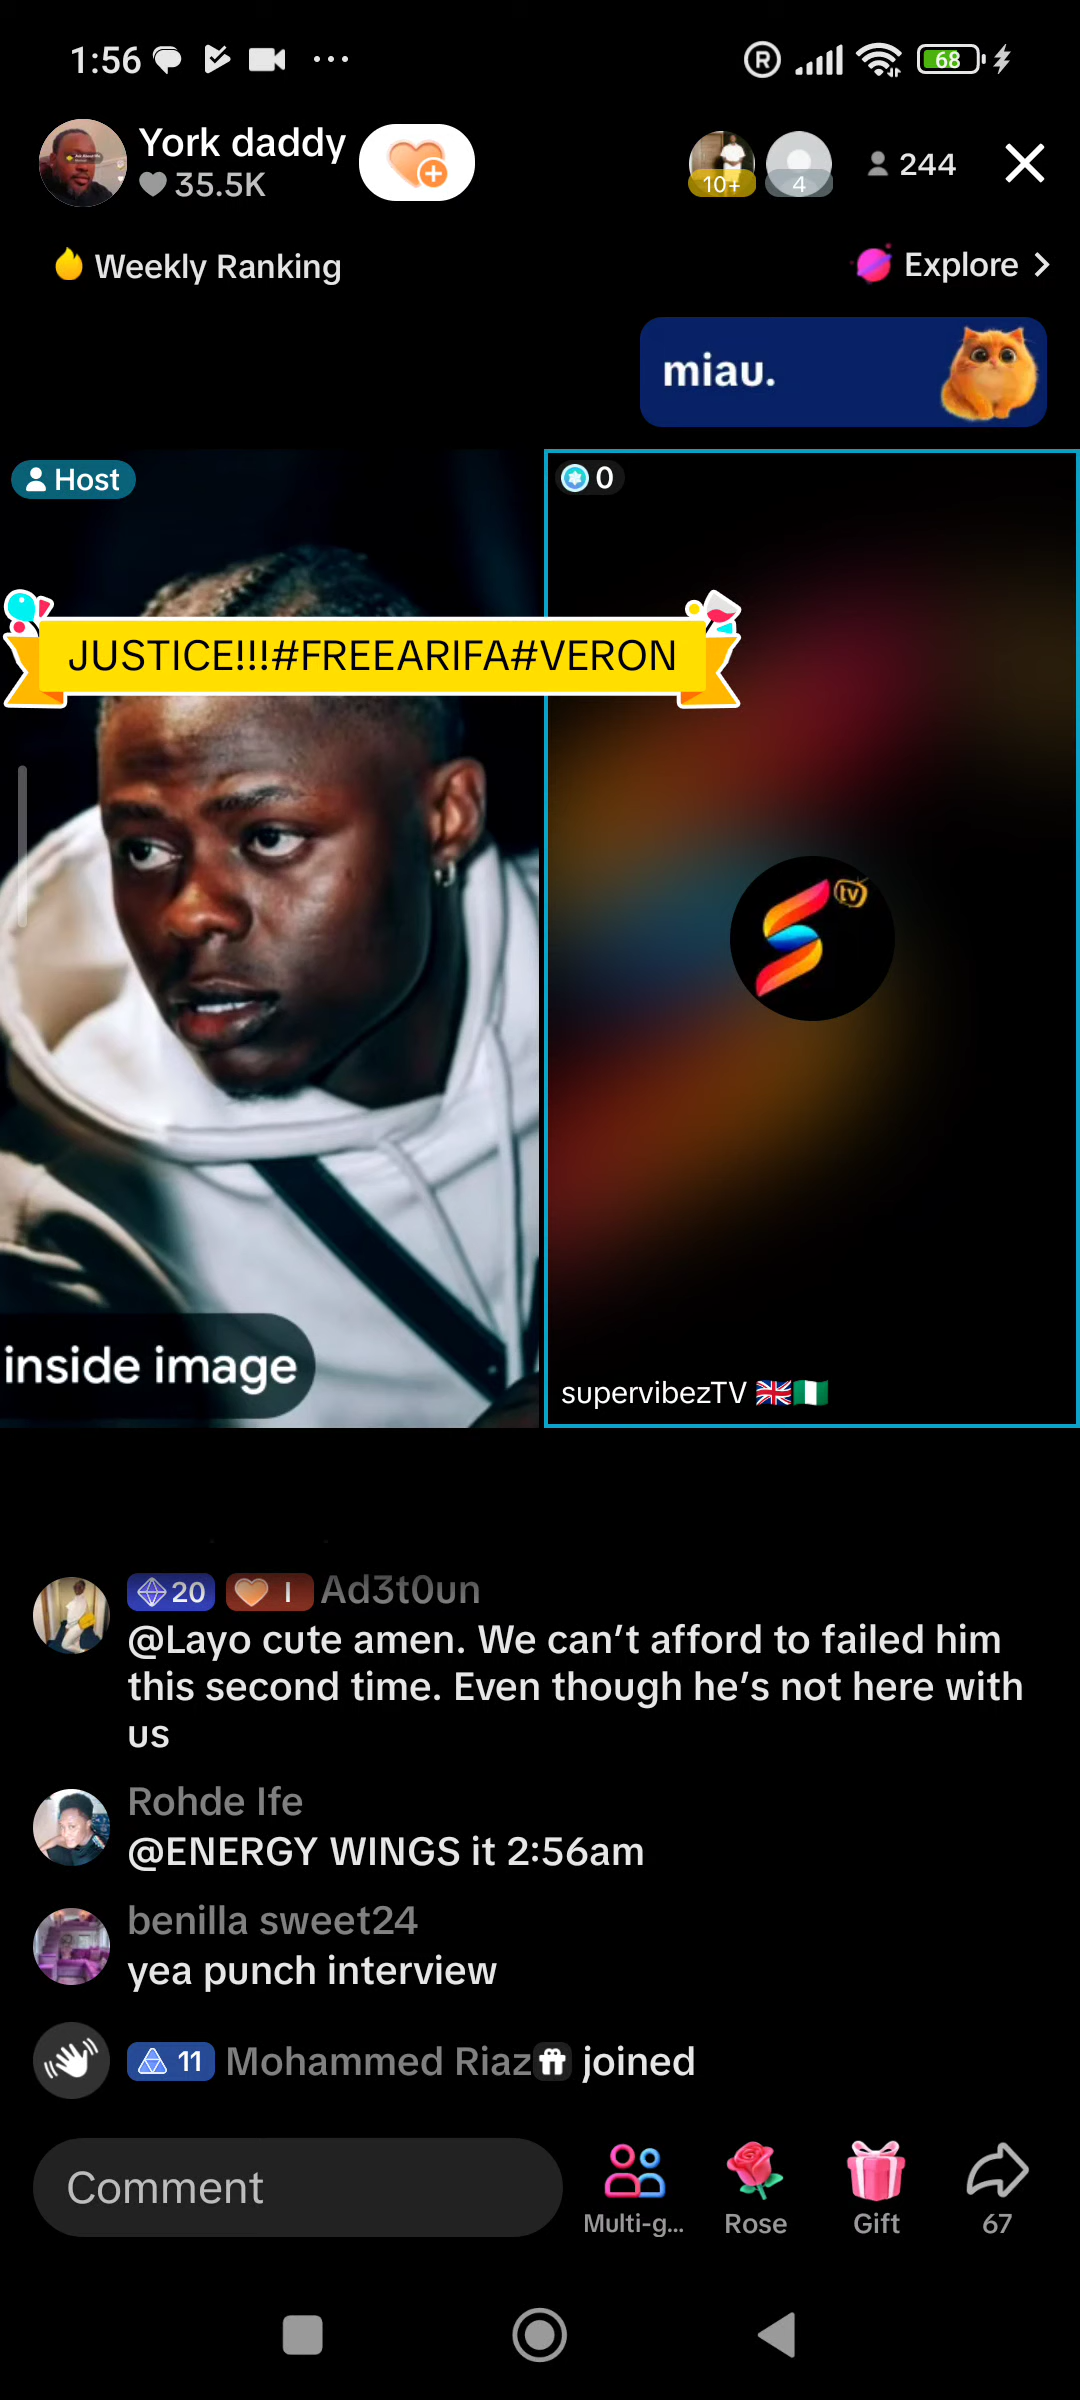 1:56
R
68
York daddy
35.5K
10+
4
244
Weekly Ranking
Explore
miau.
Host
0
JUSTICE!!!#FREEARIFA#VERON
tv
inside image
supervibezTV 🇬🇧🇳🇬
20
I
Ad3t0un
@Layo cute amen. We can’t afford to failed him
this second time. Even though he’s not here with
us
Rohde Ife
@ENERGY WINGS it 2:56am
benilla sweet24
yea punch interview
11 Mohammed Riaz joined
Comment
Multi-g...
Rose
Gift
67